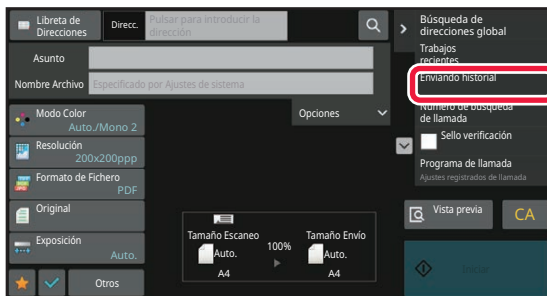 Libreta de
Direcciones
Direcc.
Pulsar para introducir la
dirección
Asunto
Nombre Archivo
Especificado por Ajustes de sistema
Modo Color
Auto./Mono 2
Resolución
200x200ppp
Formato de Fichero
PDF
Original
Exposición
Auto.
Otros
Opciones
Tamaño Escaneo
Auto.
A4
100%
Tamaño Envío
Auto.
A4
Búsqueda de
direcciones global
Trabajos
recientes
Enviando historial
Número de búsqueda
de llamada
Sello verificación
Programa de llamada
Ajustes registrados de llamada
Vista previa
CA
Iniciar